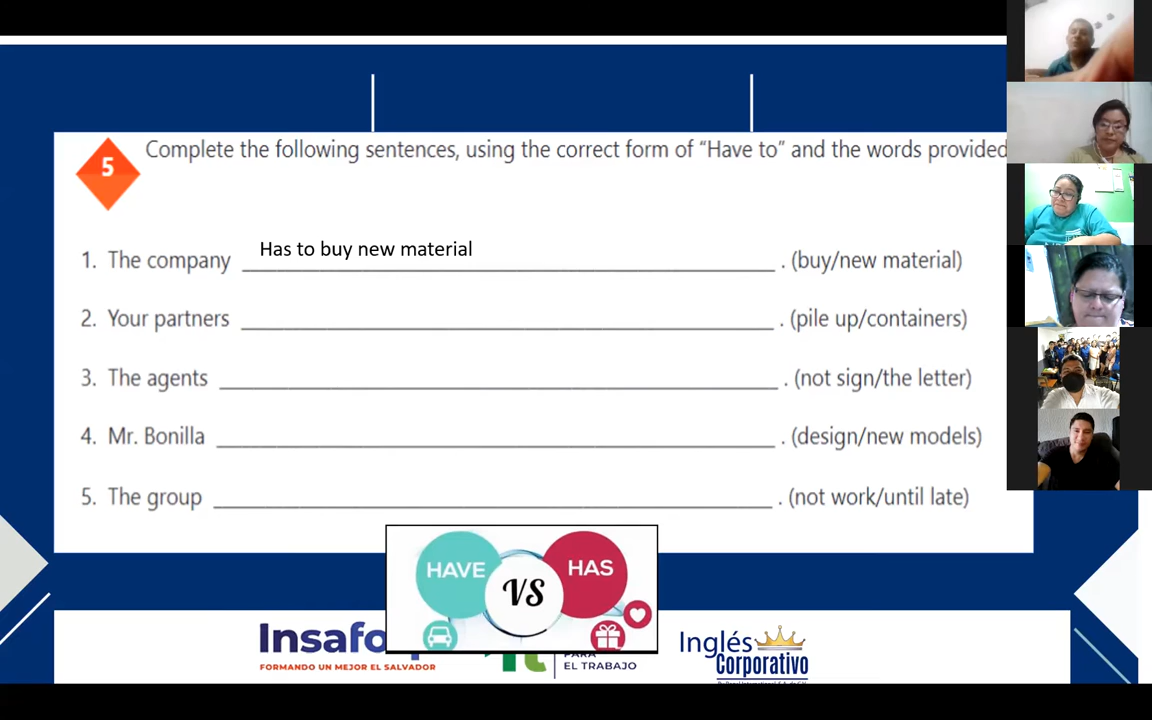 5
Complete the following sentences, using the correct form of “Have to” and the words provided
1. The company Has to buy new material . (buy/new material)
2. Your partners . (pile up/containers)
3. The agents . (not sign/the letter)
4. Mr. Bonilla . (design/new models)
5. The group . (not work/until late)
HAVE VS HAS
FORMANDO UN MEJOR EL SALVADOR
EL TRABAJO
Inglés
Corporativo